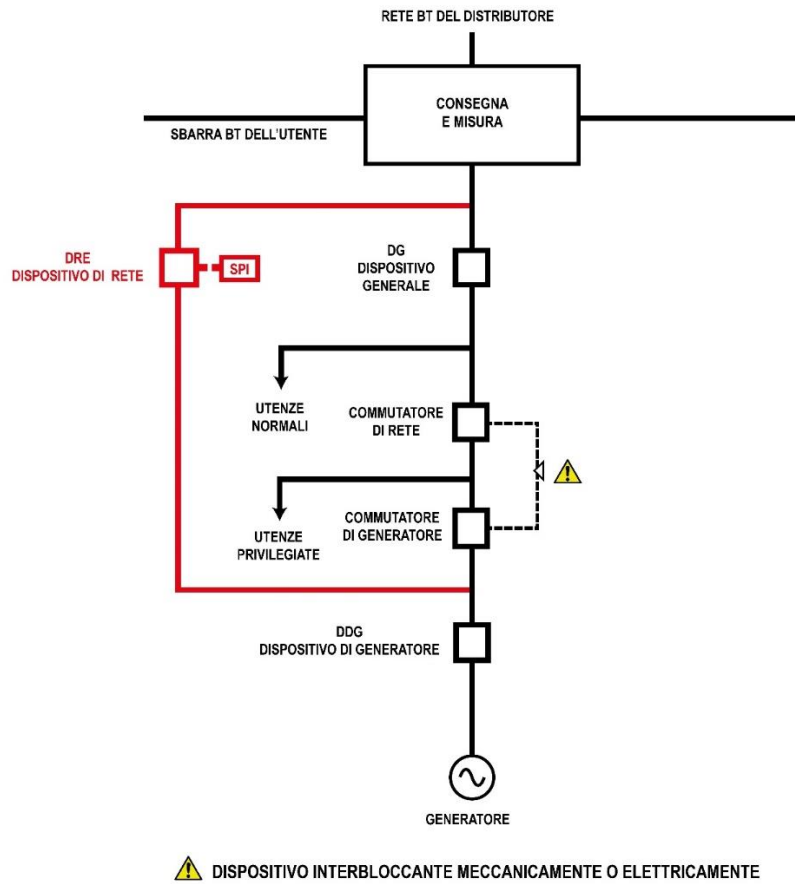 RETE BT DEL DISTRIBUTORE
CONSEGNA
E MISURA
SBARRA BT DELL'UTENTE
DRE
DISPOSITIVO DI RETE
SPI
DG
DISPOSITIVO
GENERALE
UTENZE
NORMALI
COMMUTATORE
DI RETE
UTENZE
PRIVILEGIATE
COMMUTATORE
DI GENERATORE
DDG
DISPOSITIVO DI GENERATORE
GENERATORE
DISPOSITIVO INTERBLOCCANTE MECCANICAMENTE O ELETTRICAMENTE